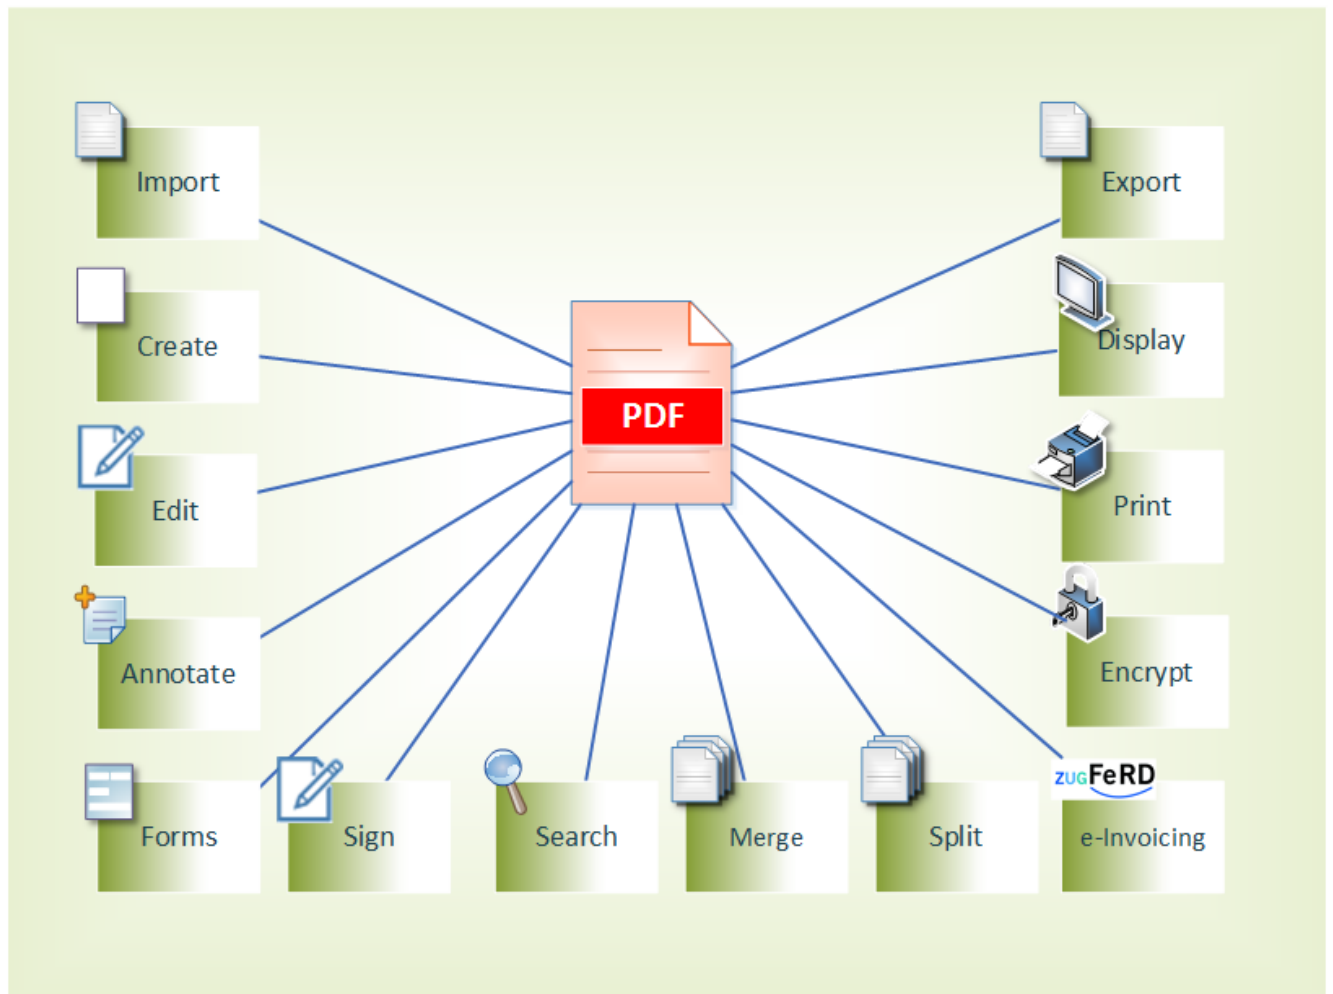 Import
Export
Create
Display
PDF
Edit
Print
Annotate
Encrypt
ZUGFeRD
Forms
Sign
Search
Merge
Split
e-Invoicing